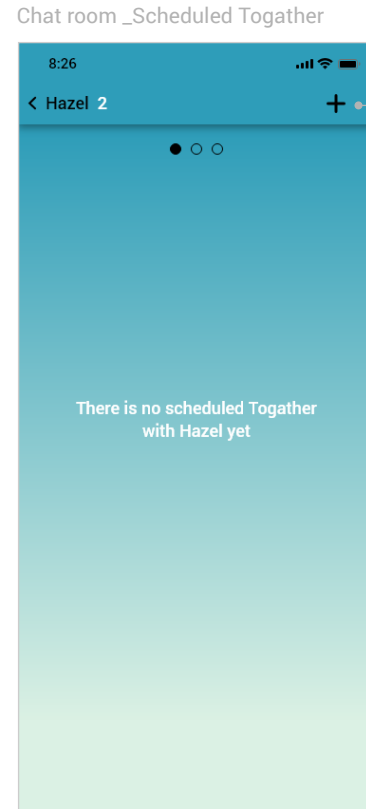 Chat room _Scheduled Togather
8:26
< Hazel 2
+
There is no scheduled Togather
with Hazel yet